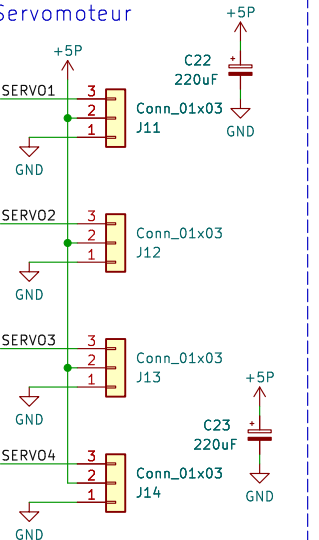 Servomoteur
+5P
+5P
C22
220uF
GND
SERVO1
3
2
1
Conn_01x03
J11
GND
SERVO2
3
2
1
Conn_01x03
J12
GND
SERVO3
3
2
1
Conn_01x03
J13
GND
+5P
C23
220uF
GND
SERVO4
3
2
1
Conn_01x03
J14
GND